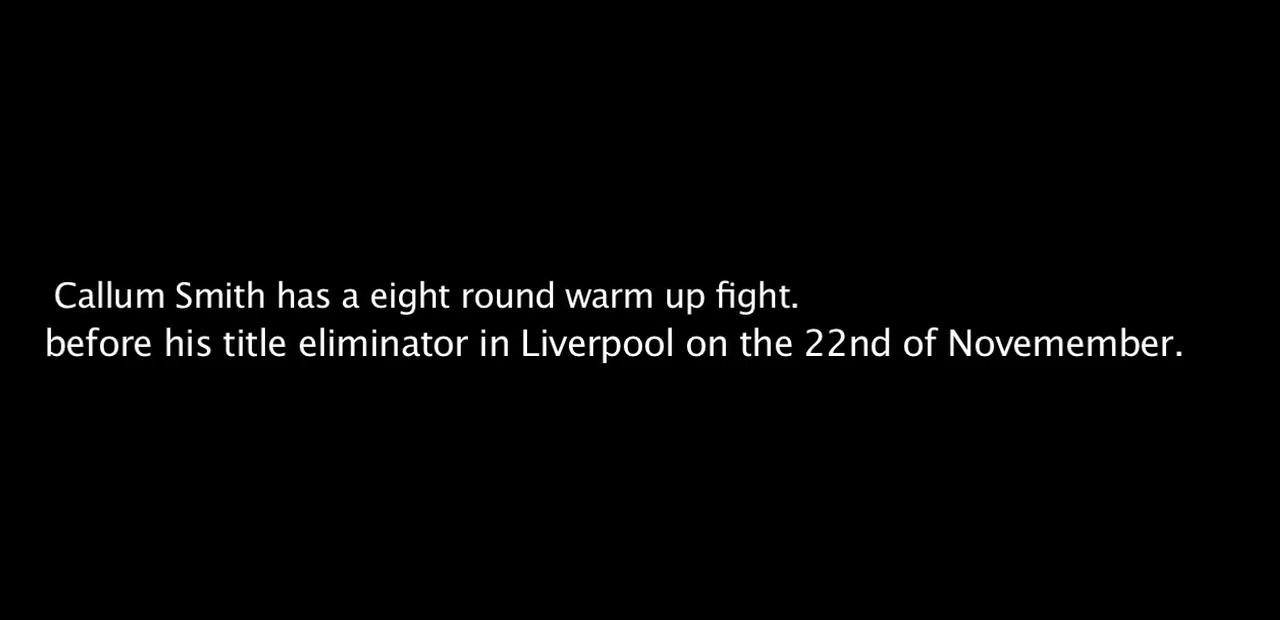 Callum Smith has a eight round warm up fight.
before his title eliminator in Liverpool on the 22nd of Novemember.